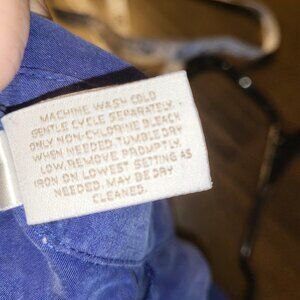 MACHINE WASH COLD
GENTLE CYCLE SEPARATELY.
ONLY NON-CHLORINE BLEACH
WHEN NEEDED. TUMBLE DRY
LOW, REMOVE PROMPTLY.
IRON ON LOWEST SETTING AS
NEEDED. MAY BE DRY
CLEANED.